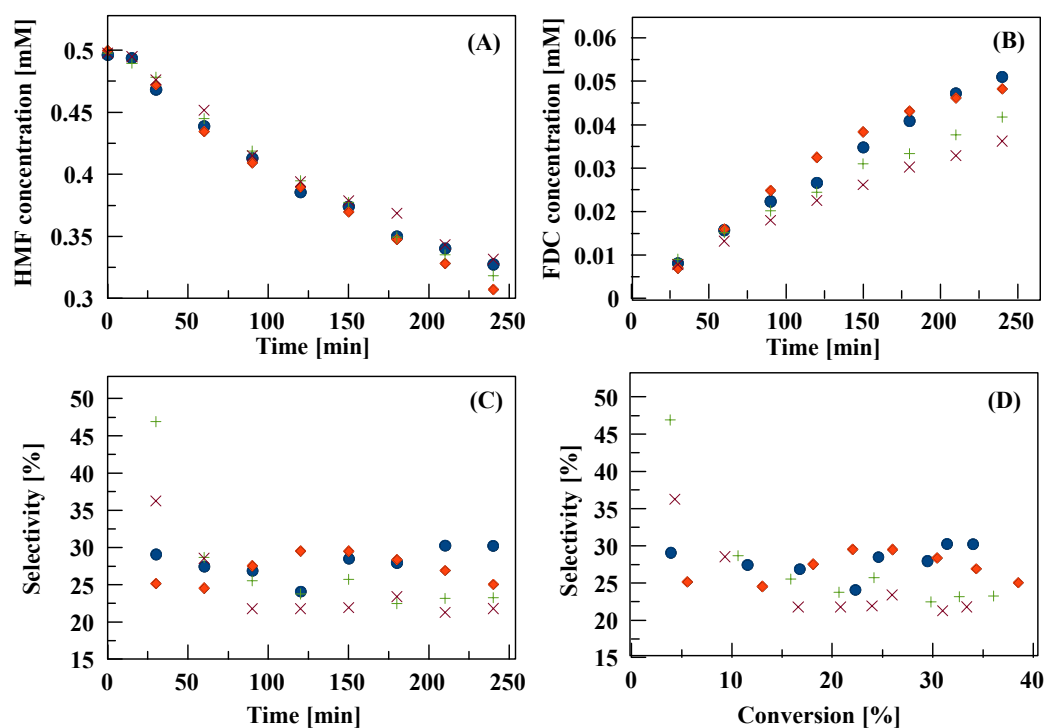 (A)
HMF concentration [mM]
0.5
0.45
0.4
0.35
0.3
0 50 100 150 200 250
Time [min]
(B)
FDC concentration [mM]
0.06
0.05
0.04
0.03
0.02
0.01
0
0 50 100 150 200 250
Time [min]
(C)
Selectivity [%]
50
45
40
35
30
25
20
15
0 50 100 150 200 250
Time [min]
(D)
Selectivity [%]
50
45
40
35
30
25
20
15
0 10 20 30 40
Conversion [%]